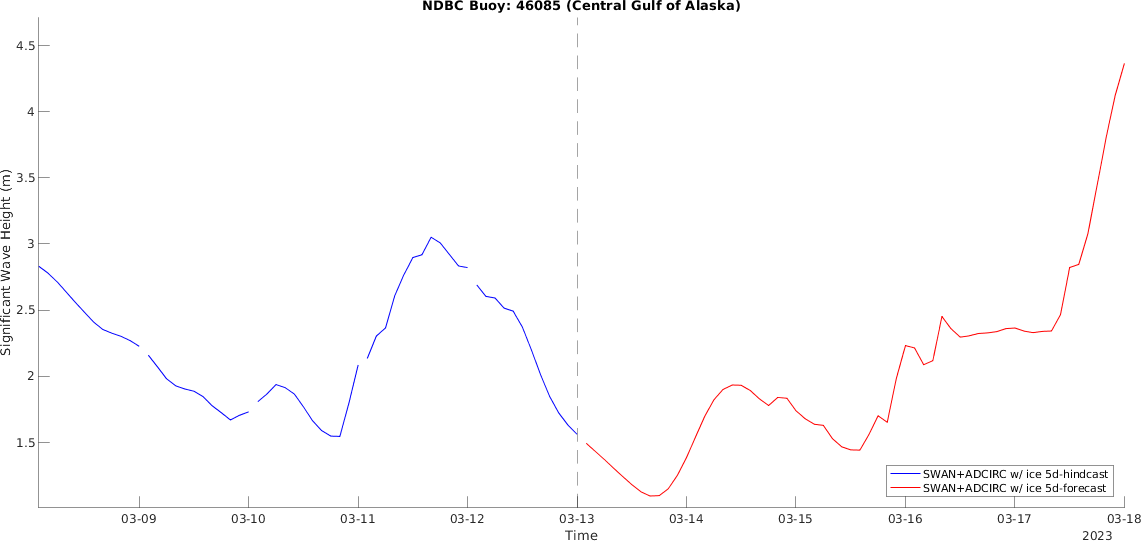 NDBC Buoy: 46085 (Central Gulf of Alaska)
Significant Wave Height (m)
4.5
4
3.5
3
2.5
2
1.5
SWAN+ADCIRC w/ ice 5d-hindcast
SWAN+ADCIRC w/ ice 5d-forecast
03-09 03-10 03-11 03-12 03-13 03-14 03-15 03-16 03-17 03-18
Time
2023